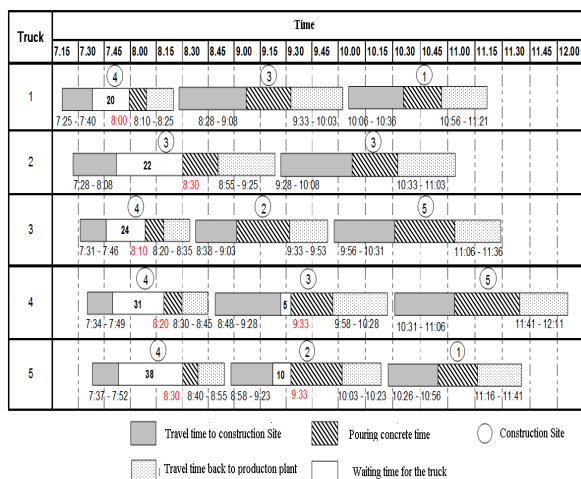 Truck
Time
7.15 7.30 7.45 8.00 8.15 8.30 8.45 9.00 9.15 9.30 9.45 10.00 10.15 10.30 10.45 11.00 11.15 11.30 11.45 12.00
4 3 1
1
20
7:25 - 7:40 8:00 8:10 - 8:25 8:28 - 9:08 9:33 - 10:03 10:06 - 10:36 10:56 - 11:21
3 3
2
22
7:28 - 8:08 8:30 8:55 - 9:25 9:28 - 10:08 10:33 - 11:03
4 2 5
3
24
7:31 - 7:46 8:10 8:20 - 8:35 8:38 - 9:03 9:33 - 9:53 9:56 - 10:31 11:06 - 11:36
4 3 5
4
31 5
7:34 - 7:49 8:20 8:30 - 8:45 8:48 - 9:28 9:33 9:58 - 10:28 10:31 - 11:06 11:41 - 12:11
4 2 1
5
38 10
7:37 - 7:52 8:30 8:40 - 8:55 8:58 - 9:23 9:33 10:03 - 10:23 10:26 - 10:56 11:16 - 11:41
Travel time to construction Site Pouring concrete time Construction Site
Travel time back to producton plant Waiting time for the truck